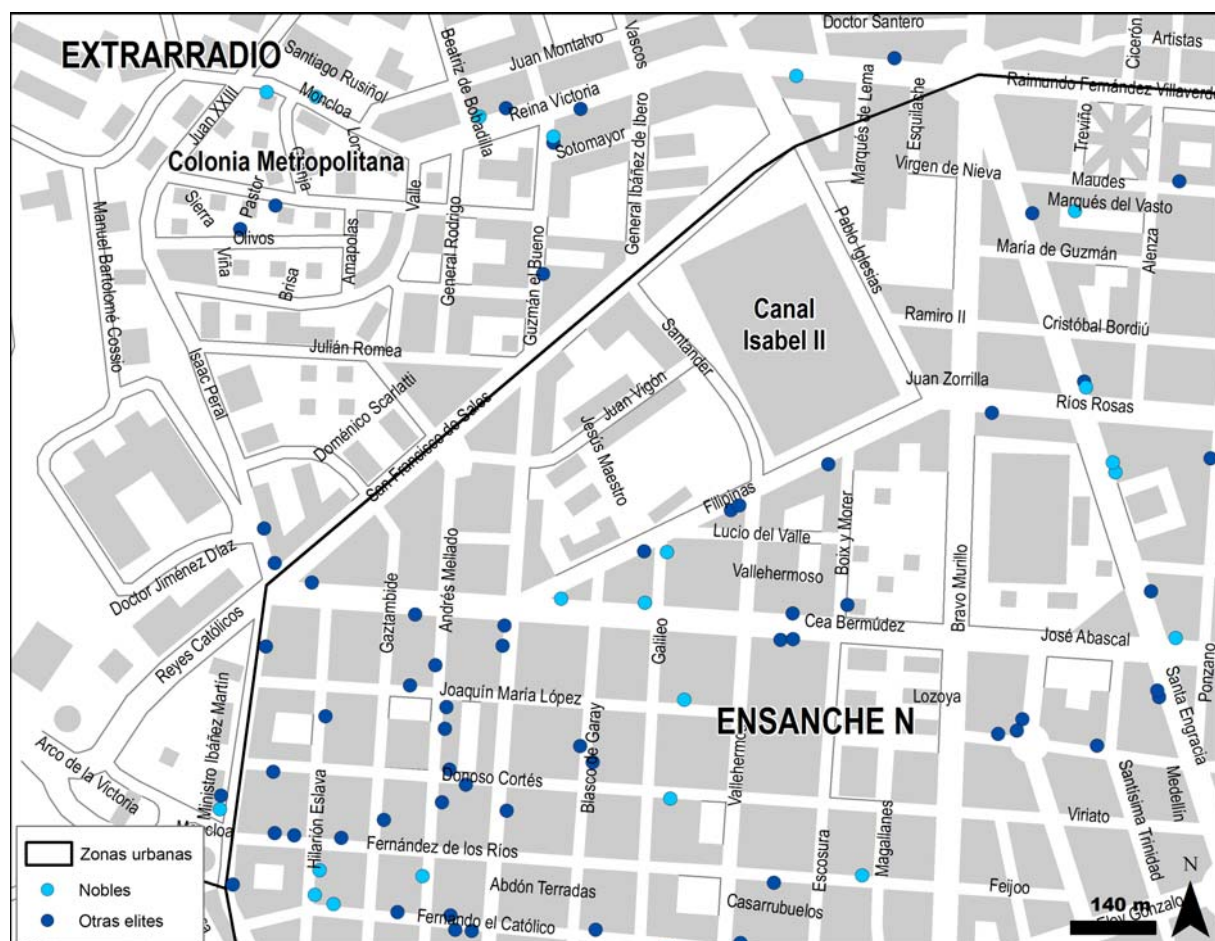 EXTRARRADIO
Santiago Rusiñol
Beatriz de Bobadilla
Juan Montalvo
Vascos
Doctor Santero
Cicerón
Artistas
Juan XXIII
Moncloa
Reina Victoria
Raimundo Fernández Villaverde
Colonia Metropolitana
Sotomayor
General Ibáñez de Ibero
Marqués de Lema
Esquilache
Treviño
Virgen de Nieva
Maudes
Sierra
Pastor
Valle
Marqués del Vasto
Olivos
Amapolas
General Rodrigo
Guzmán el Bueno
Pablo Iglesias
María de Guzmán
Alenza
Manuel Bartolomé Cossio
Viña
Brisa
Canal
Isabel II
Ramiro II
Cristóbal Bordiú
Julián Romea
Santander
Isaac Peral
Juan Zorrilla
Ríos Rosas
Doménico Scarlatti
San Francisco de Sales
Juan Vigón
Jesús Maestro
Filipinas
Lucio del Valle
Boix y Morer
Doctor Jiménez Díaz
Vallehermoso
Bravo Murillo
Reyes Católicos
Gaztambide
Andrés Mellado
Galileo
Cea Bermúdez
José Abascal
Joaquín María López
Lozoya
Santa Engracia
Ponzano
ENSANCHE N
Arco de la Victoria
Ministro Ibáñez Martín
Donoso Cortés
Blasco de Garay
Santísima Trinidad
Medellín
Hilarión Eslava
Viriato
Fernández de los Ríos
Escosura
Magallanes
Abdón Terradas
Casarrubuelos
Feijoo
Fernando el Católico
Eloy Gonzalo
Zonas urbanas
Nobles
Otras elites
N
140 m